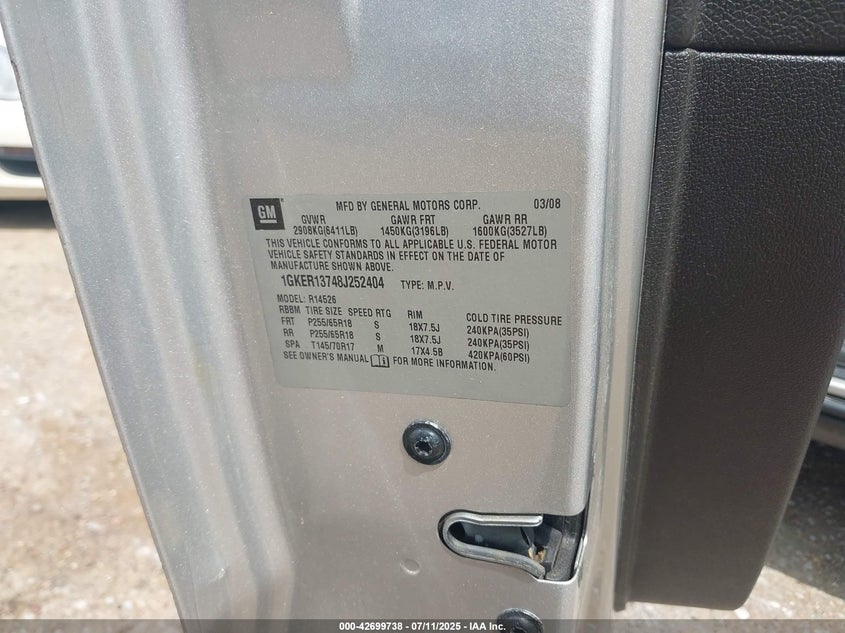 GM
MFD BY GENERAL MOTORS CORP. 03/08
GVWR GAWR FRT GAWR RR
2908KG(6411LB) 1450KG(3196LB) 1600KG(3527LB)
THIS VEHICLE CONFORMS TO ALL APPLICABLE U.S. FEDERAL MOTOR
VEHICLE SAFETY STANDARDS IN EFFECT ON THE DATE OF
MANUFACTURE SHOWN ABOVE.
1GKER13748J252404 TYPE: M.P.V.
MODEL: R14526
RBBM TIRE SIZE SPEED RTG RIM COLD TIRE PRESSURE
FRT P255/65R18 S 18X7.5J 240KPA(35PSI)
RR P255/65R18 S 18X7.5J 240KPA(35PSI)
SPA T145/70R17 M 17X4.5B 420KPA(60PSI)
SEE OWNER'S MANUAL FOR MORE INFORMATION.
000-42699738 - 07/11/2025 - IAA Inc.